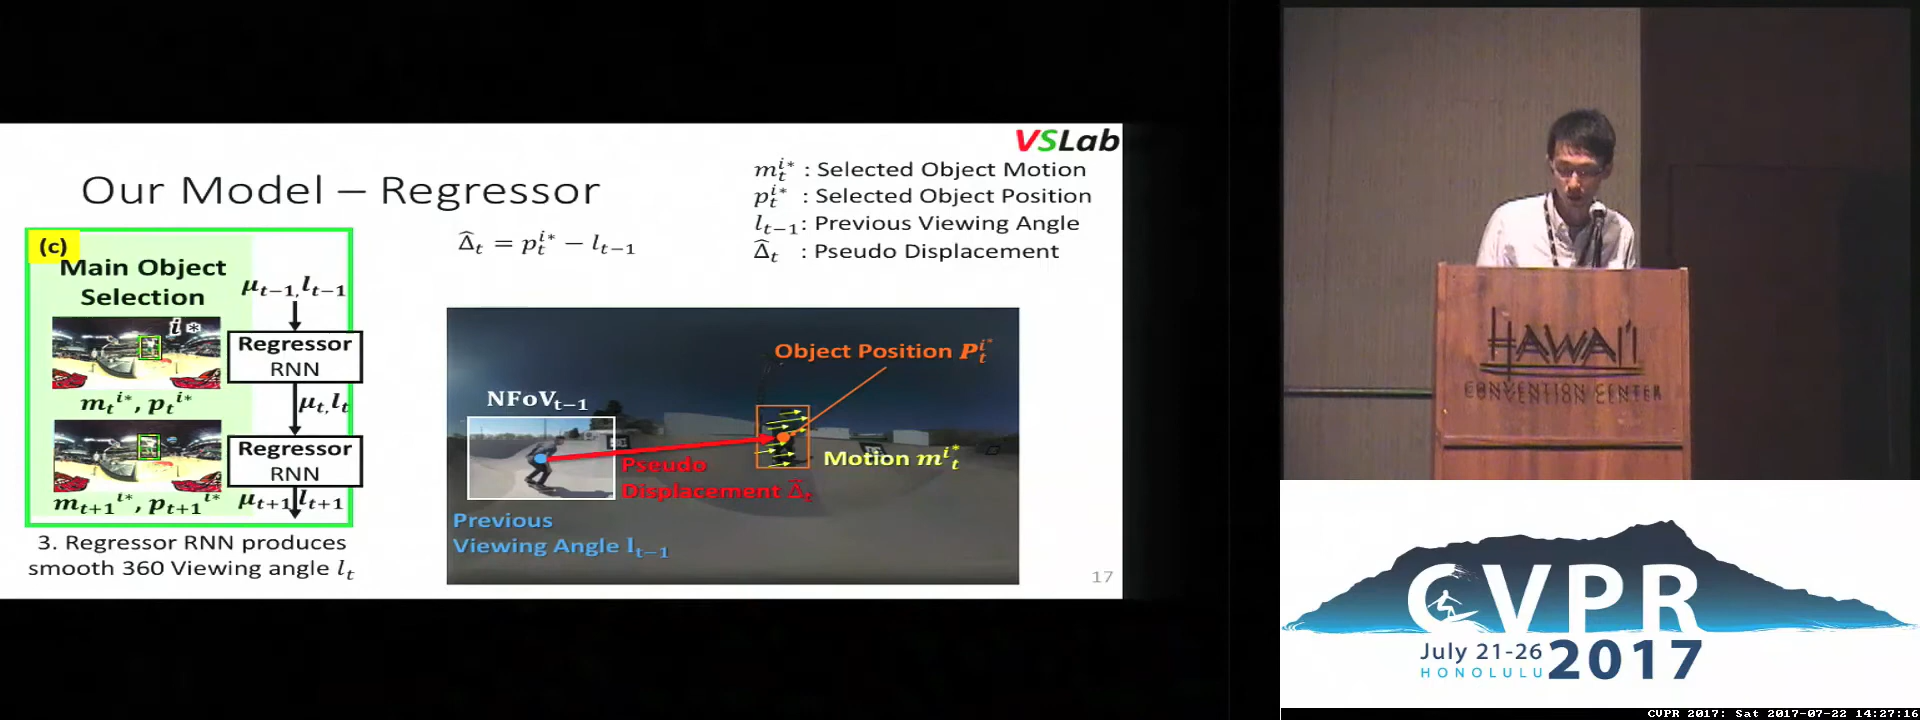 VSLab
Our Model – Regressor
m_t^{i*} : Selected Object Motion
p_t^{i*} : Selected Object Position
l_{t−1}: Previous Viewing Angle
Δ̂_t : Pseudo Displacement
Δ̂_t = p_t^{i*} − l_{t−1}
(c)
Main Object
Selection
i*
μ_{t−1}, l_{t−1}
Regressor
RNN
m_t^{i*}, p_t^{i*}
μ_t, l_t
Regressor
RNN
m_{t+1}^{i*}, p_{t+1}^{i*}
μ_{t+1} l_{t+1}
3. Regressor RNN produces
smooth 360 Viewing angle l_t
Object Position P_t^{i*}
NFoV_{t−1}
Motion m_t^{i*}
Pseudo
Displacement Δ̂_t
Previous
Viewing Angle l_{t−1}
17
HAWAI'I
CONVENTION CENTER
CVPR
July 21-26
HONOLULU
2017
CVPR 2017: Sat 2017-07-22 14:27:16